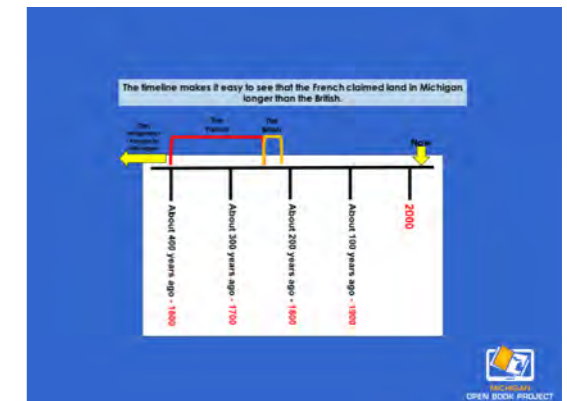 The timeline makes it easy to see that the French claimed land in Michigan
longer than the British.
The
French
The
British
Now
About 400 years ago - 1600
About 300 years ago - 1700
About 200 years ago - 1800
About 100 years ago - 1900
2000
MICHIGAN
OPEN BOOK PROJECT